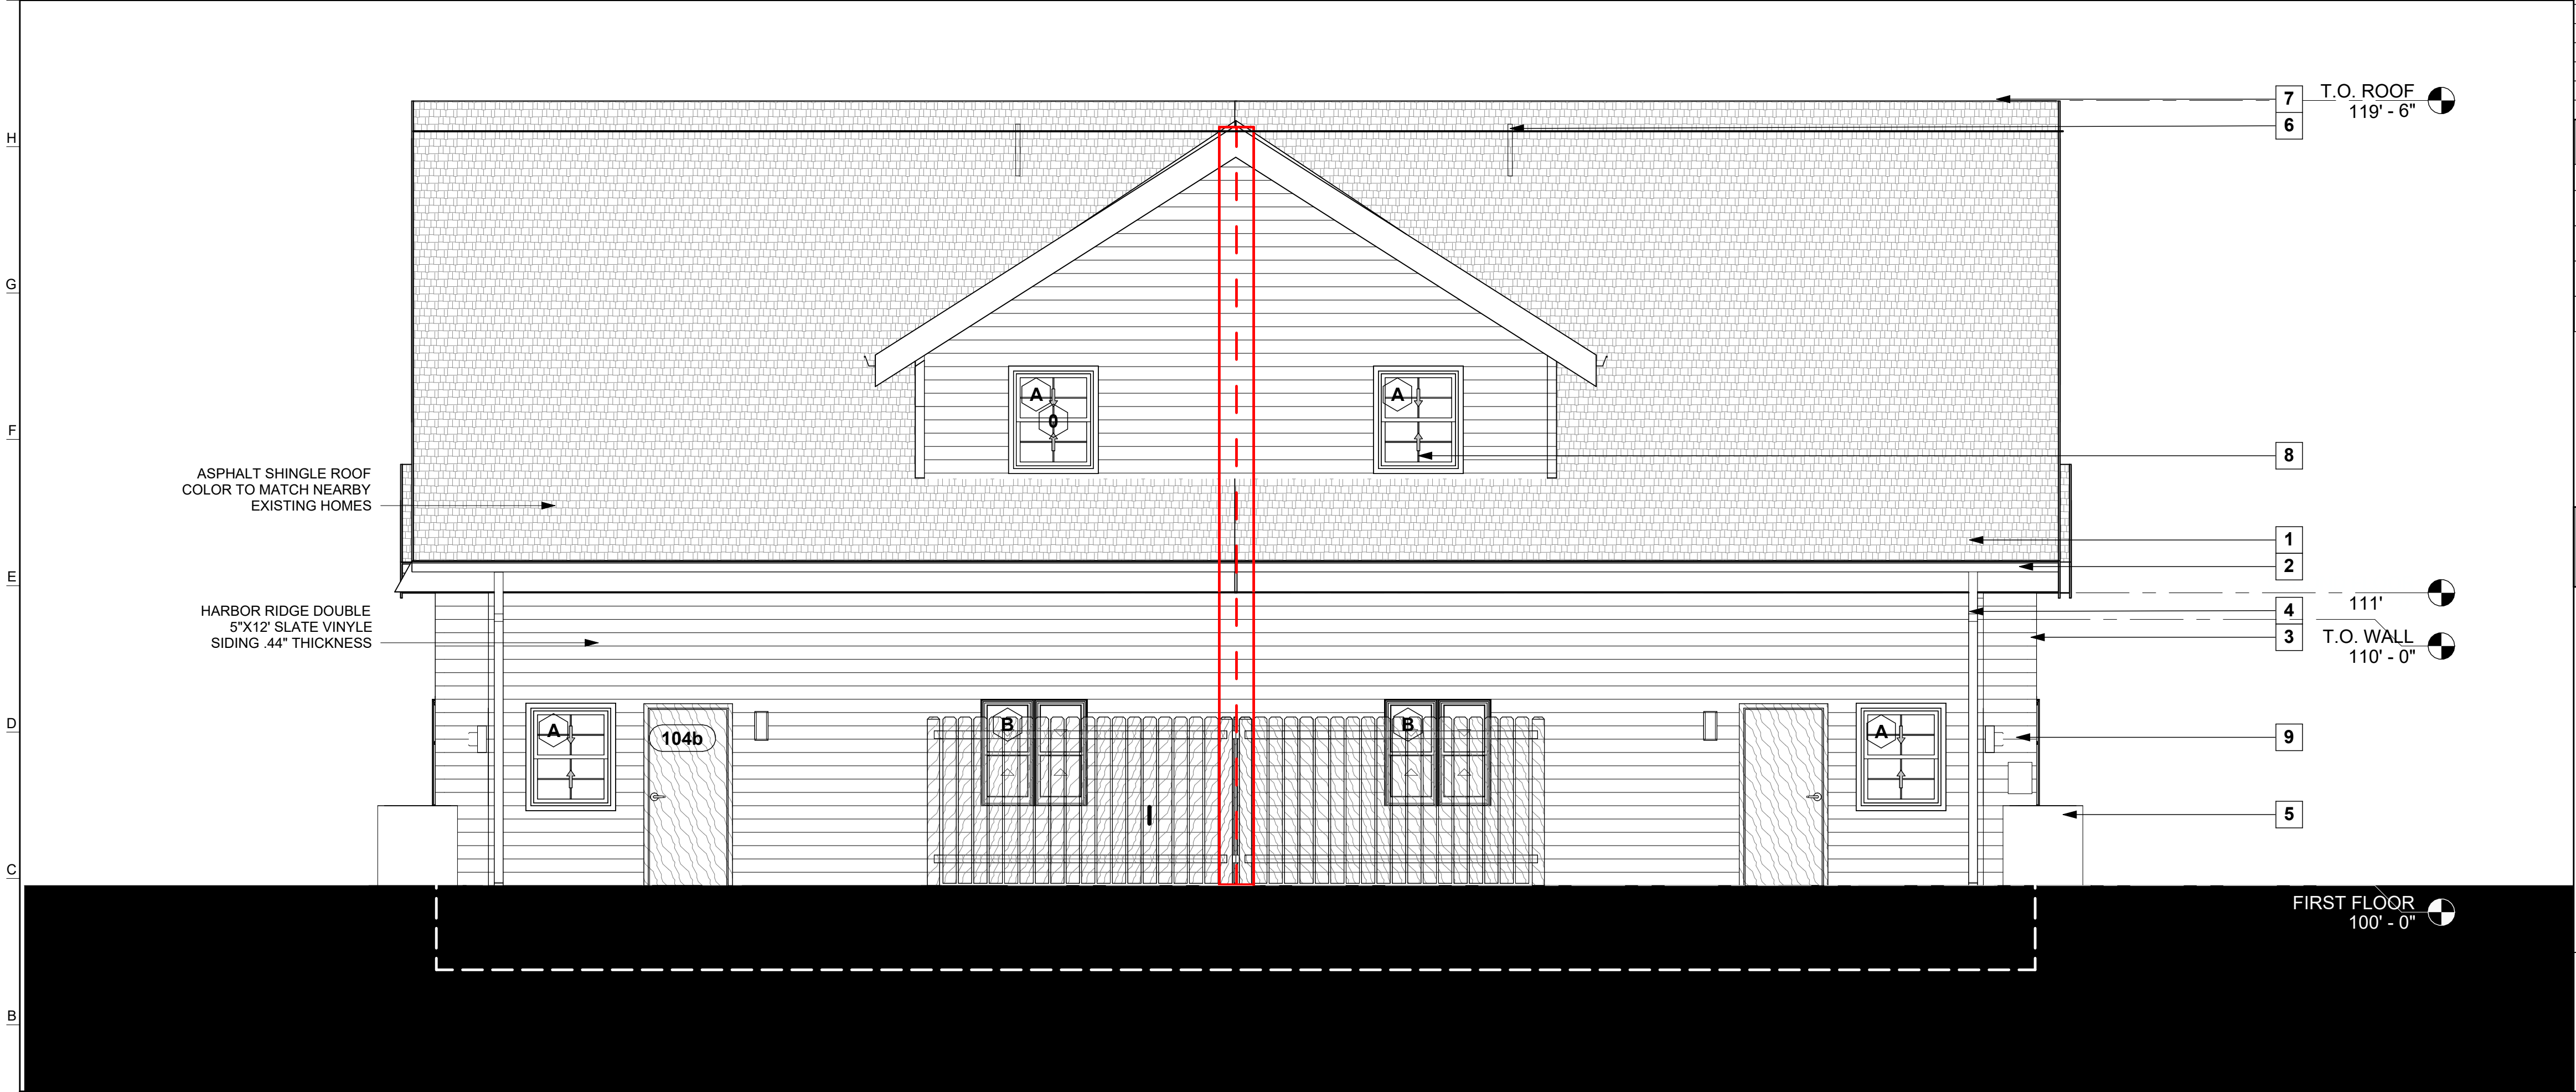 7
T.O. ROOF
119' - 6"
6
H
G
A
0
A
F
8
ASPHALT SHINGLE ROOF
COLOR TO MATCH NEARBY
EXISTING HOMES
1
2
E
111'
4
HARBOR RIDGE DOUBLE
5"X12' SLATE VINYLE
SIDING .44" THICKNESS
3
T.O. WALL
110' - 0"
D
A
104b
B
B
A
9
5
C
FIRST FLOOR
100' - 0"
B